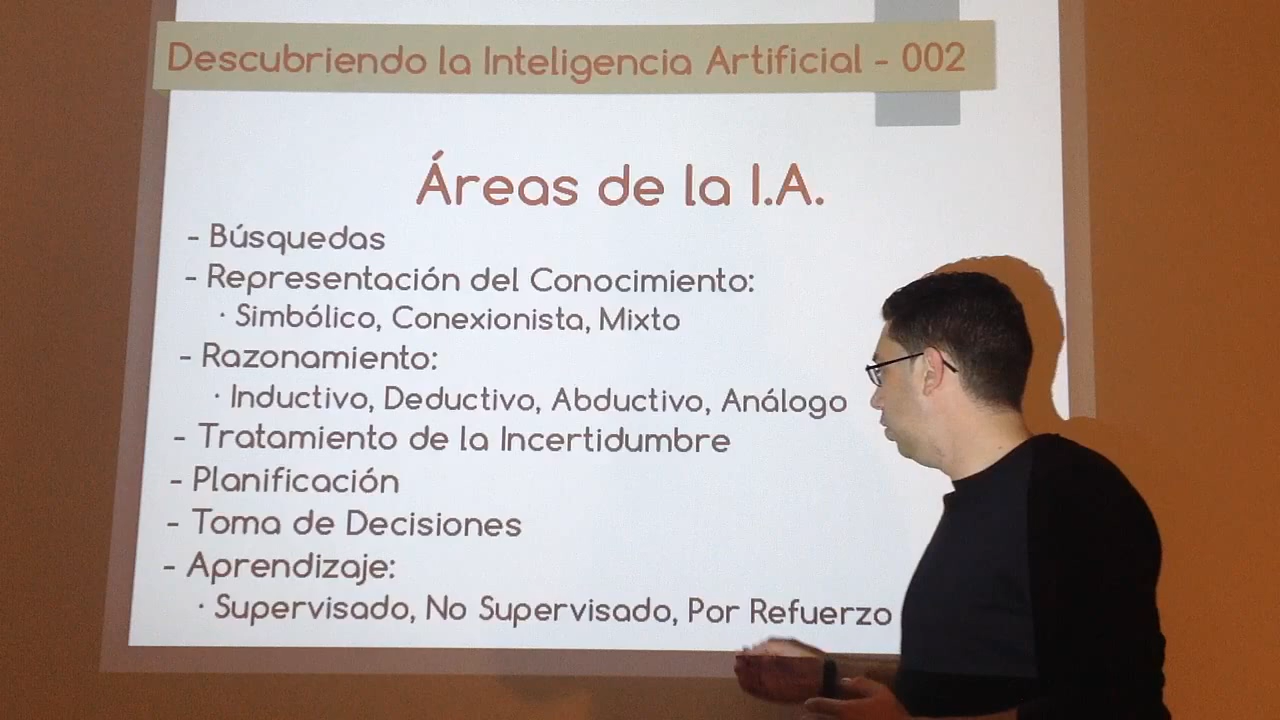 Descubriendo la Inteligencia Artificial - 002
Áreas de la I.A.
- Búsquedas
- Representación del Conocimiento:
· Simbólico, Conexionista, Mixto
- Razonamiento:
· Inductivo, Deductivo, Abductivo, Análogo
- Tratamiento de la Incertidumbre
- Planificación
- Toma de Decisiones
- Aprendizaje:
· Supervisado, No Supervisado, Por Refuerzo